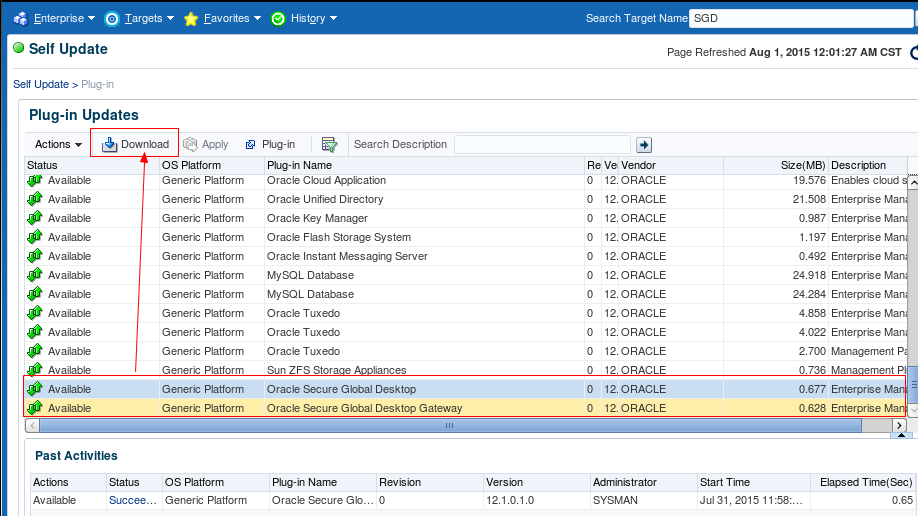 Enterprise Targets Favorites History Search Target Name SGD
Self Update Page Refreshed Aug 1, 2015 12:01:27 AM CST
Self Update > Plug-in
Plug-in Updates
Actions Download Apply Plug-in Search Description
Status OS Platform Plug-in Name Re Ve Vendor Size(MB) Description
Available Generic Platform Oracle Cloud Application 0 12. ORACLE 19.576 Enables cloud s
Available Generic Platform Oracle Unified Directory 0 12. ORACLE 21.508 Enterprise Mana
Available Generic Platform Oracle Key Manager 0 12. ORACLE 0.987 Enterprise Mana
Available Generic Platform Oracle Flash Storage System 0 12. ORACLE 1.197 Enterprise Mana
Available Generic Platform Oracle Instant Messaging Server 0 12. ORACLE 0.492 Enterprise Mana
Available Generic Platform MySQL Database 0 12. ORACLE 24.918 Enterprise Mana
Available Generic Platform MySQL Database 0 12. ORACLE 24.284 Enterprise Mana
Available Generic Platform Oracle Tuxedo 0 12. ORACLE 4.858 Enterprise Mana
Available Generic Platform Oracle Tuxedo 0 12. ORACLE 4.022 Enterprise Mana
Available Generic Platform Oracle Tuxedo 0 12. ORACLE 2.700 Management Pa
Available Generic Platform Sun ZFS Storage Appliances 0 12. ORACLE 0.736 Management Pl
Available Generic Platform Oracle Secure Global Desktop 0 12. ORACLE 0.677 Enterprise Man
Available Generic Platform Oracle Secure Global Desktop Gateway 0 12. ORACLE 0.628 Enterprise Man
Past Activities
Actions Status OS Platform Plug-in Name Revision Version Administrator Start Time Elapsed Time(Sec)
Available Succee... Generic Platform Oracle Secure Glo... 0 12.1.0.1.0 SYSMAN Jul 31, 2015 11:58:... 0.65